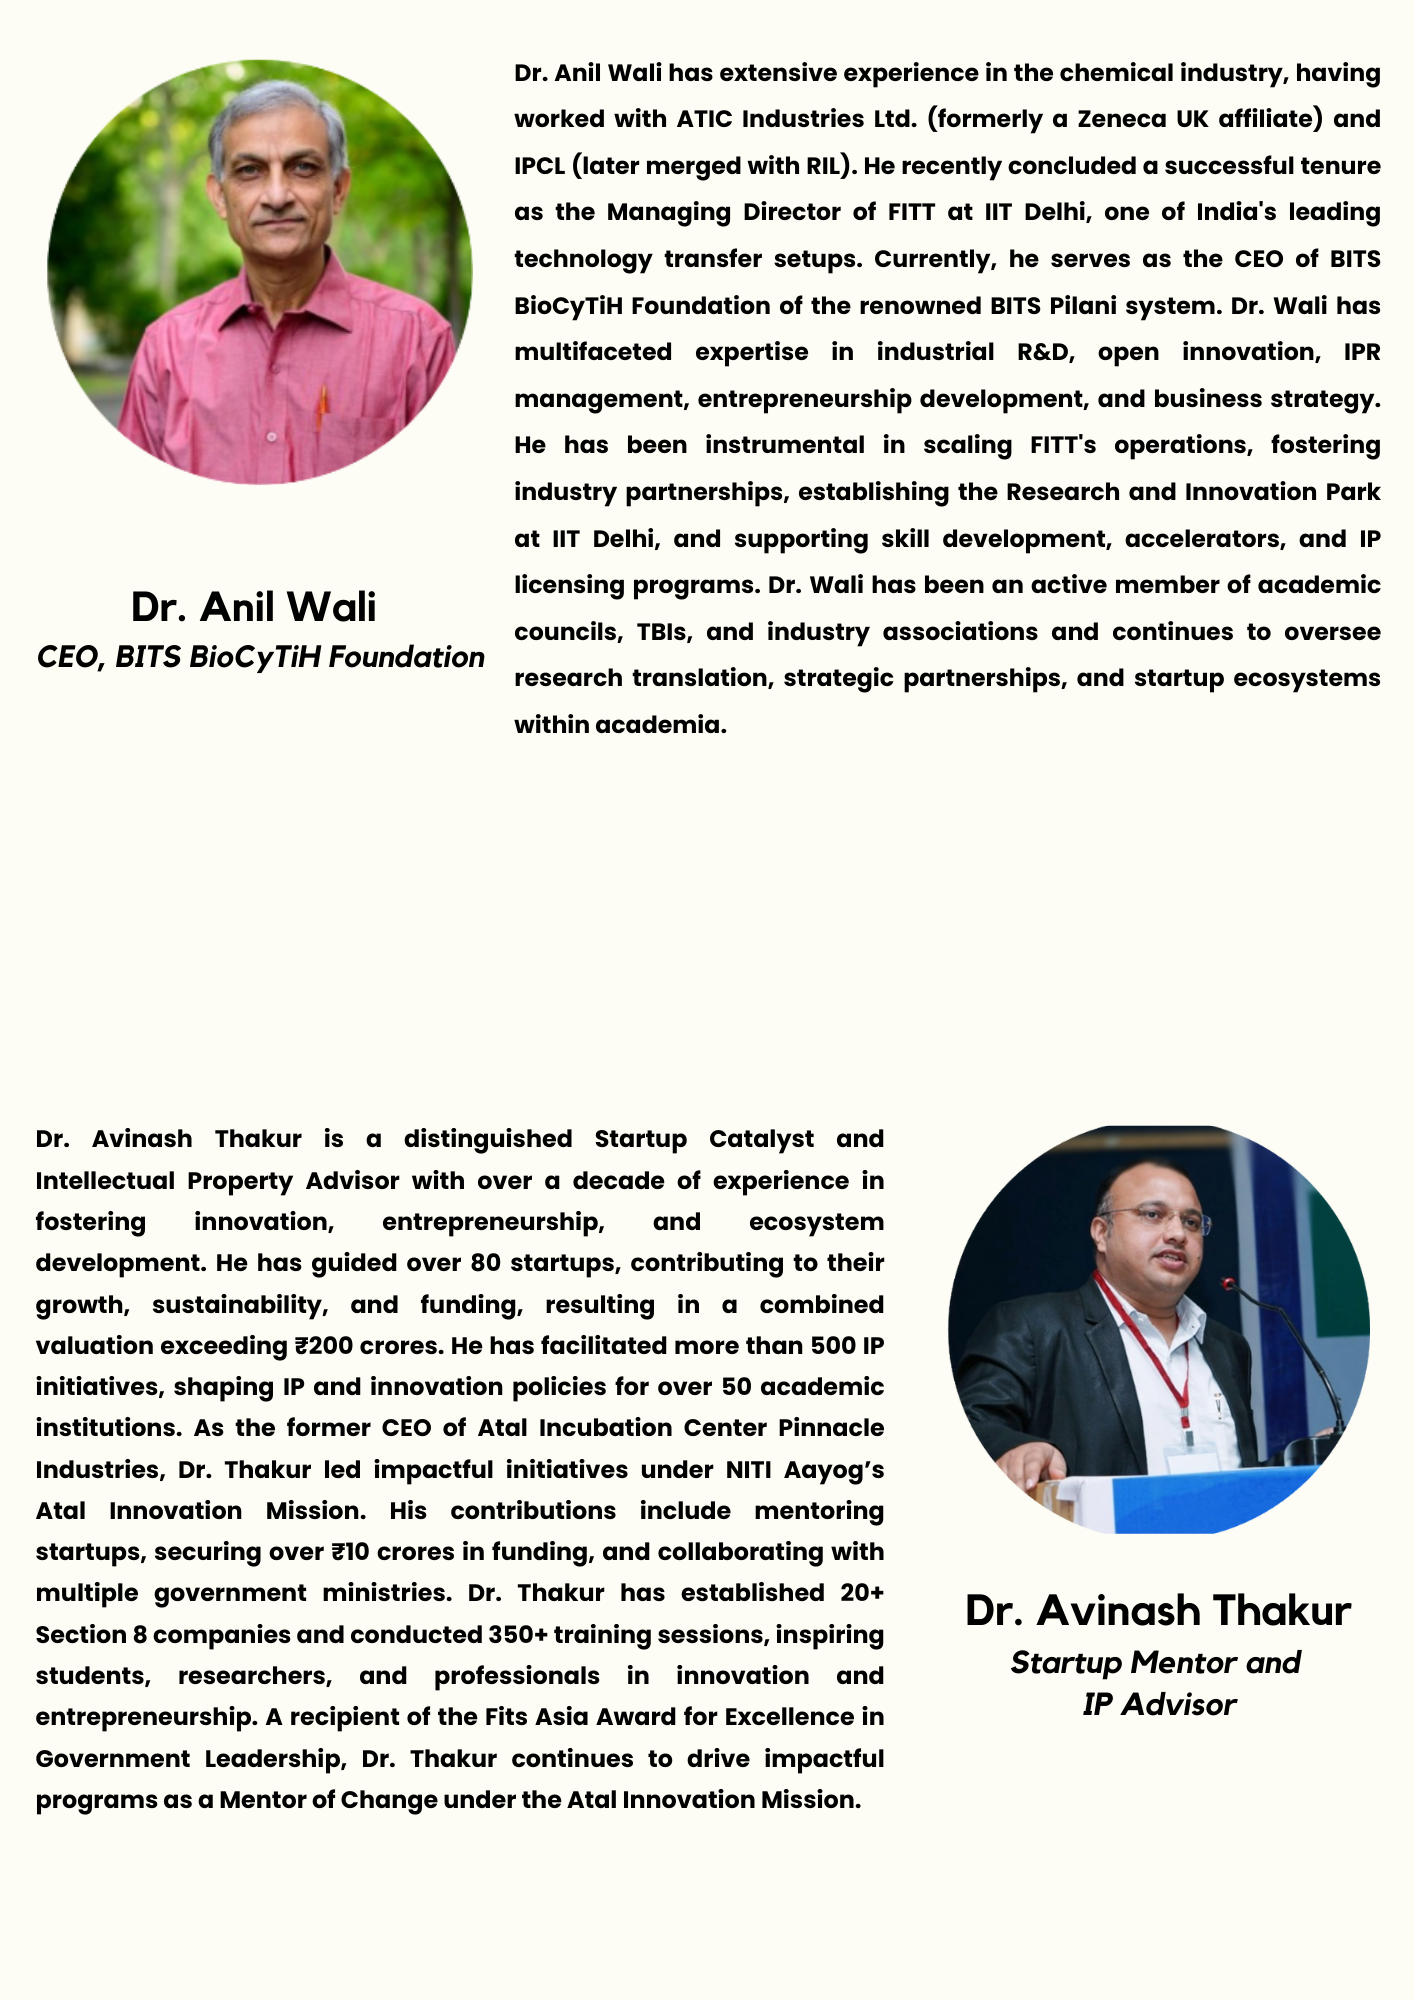 Dr. Anil Wali has extensive experience in the chemical industry, having
worked with ATIC Industries Ltd. (formerly a Zeneca UK affiliate) and
IPCL (later merged with RIL). He recently concluded a successful tenure
as the Managing Director of FITT at IIT Delhi, one of India's leading
technology transfer setups. Currently, he serves as the CEO of BITS
BioCyTiH Foundation of the renowned BITS Pilani system. Dr. Wali has
multifaceted expertise in industrial R&D, open innovation, IPR
management, entrepreneurship development, and business strategy.
He has been instrumental in scaling FITT's operations, fostering
industry partnerships, establishing the Research and Innovation Park
at IIT Delhi, and supporting skill development, accelerators, and IP
licensing programs. Dr. Wali has been an active member of academic
councils, TBIs, and industry associations and continues to oversee
research translation, strategic partnerships, and startup ecosystems
within academia.
Dr. Anil Wali
CEO, BITS BioCyTiH Foundation
Dr. Avinash Thakur is a distinguished Startup Catalyst and
Intellectual Property Advisor with over a decade of experience in
fostering innovation, entrepreneurship, and ecosystem
development. He has guided over 80 startups, contributing to their
growth, sustainability, and funding, resulting in a combined
valuation exceeding ₹200 crores. He has facilitated more than 500 IP
initiatives, shaping IP and innovation policies for over 50 academic
institutions. As the former CEO of Atal Incubation Center Pinnacle
Industries, Dr. Thakur led impactful initiatives under NITI Aayog’s
Atal Innovation Mission. His contributions include mentoring
startups, securing over ₹10 crores in funding, and collaborating with
multiple government ministries. Dr. Thakur has established 20+
Section 8 companies and conducted 350+ training sessions, inspiring
students, researchers, and professionals in innovation and
entrepreneurship. A recipient of the Fits Asia Award for Excellence in
Government Leadership, Dr. Thakur continues to drive impactful
programs as a Mentor of Change under the Atal Innovation Mission.
Dr. Avinash Thakur
Startup Mentor and
IP Advisor